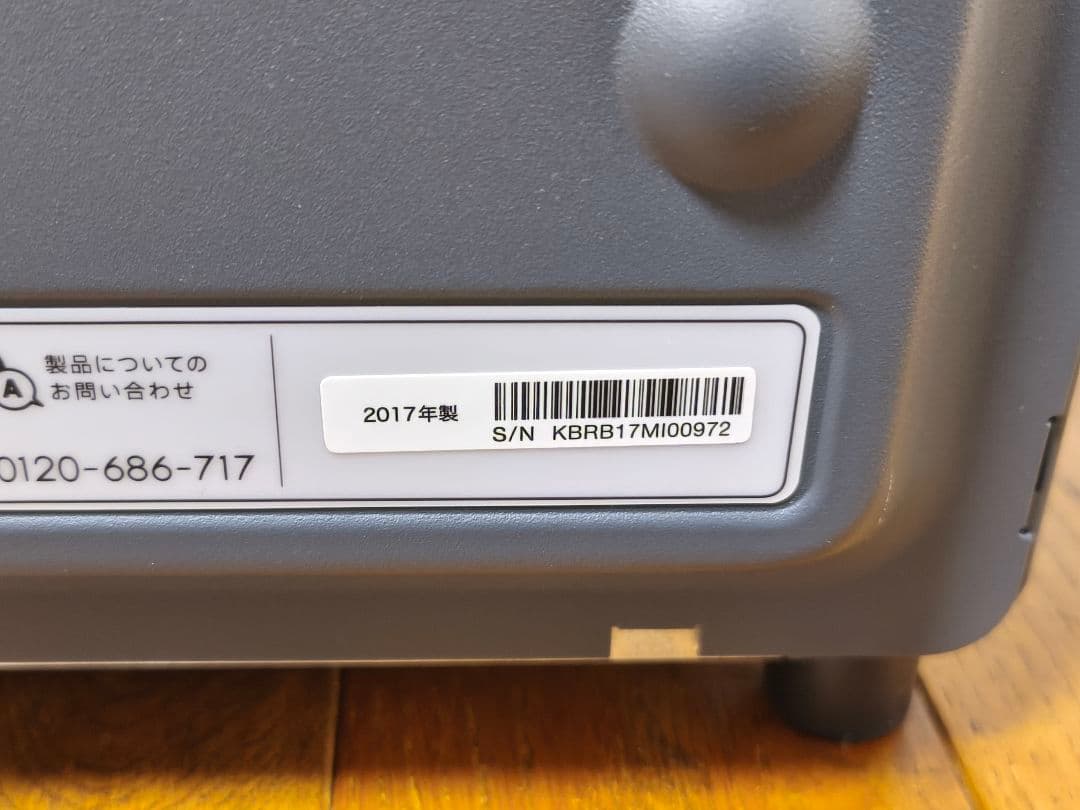 A
製品についての
お問い合わせ
0120-686-717
2017年製
S/N KBRB17MI00972